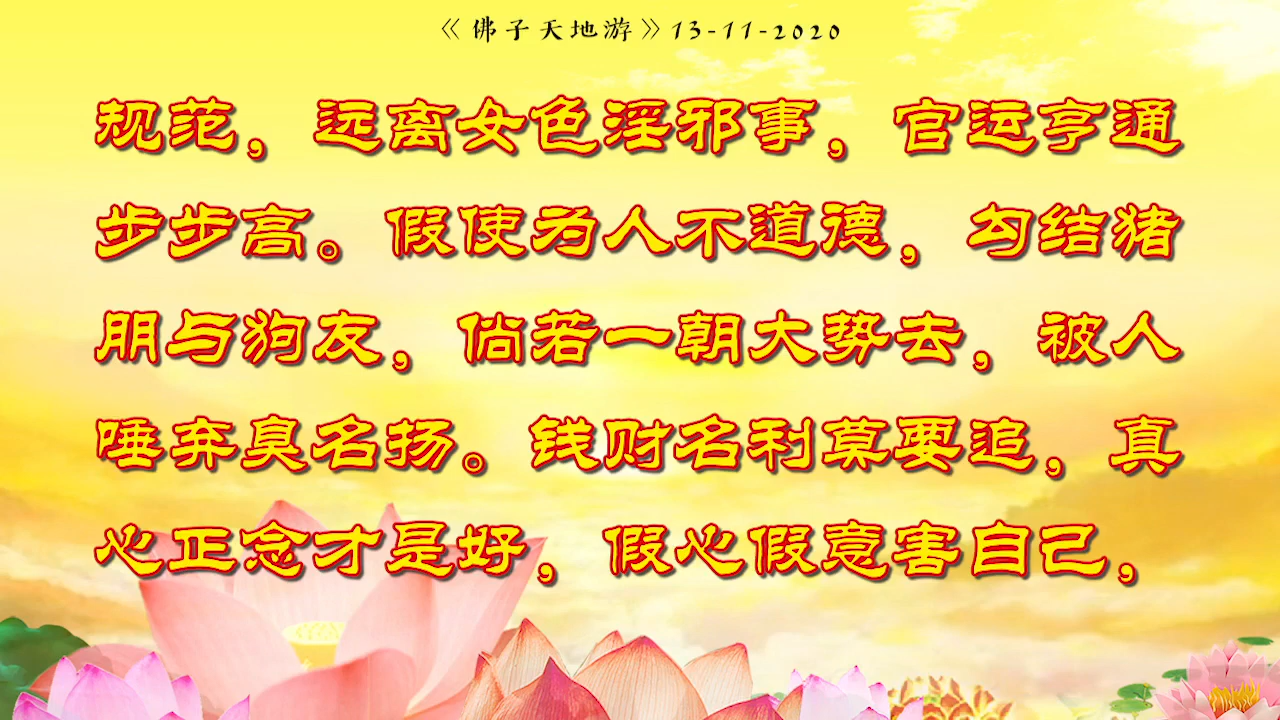 《佛子天地游》13-11-2020
规范，远离女色淫邪事，官运亨通
步步高。假使为人不道德，勾结猪
朋与狗友，倘若一朝大势去，被人
唾弃臭名扬。钱财名利莫要追，真
心正念才是好，假心假意害自己，